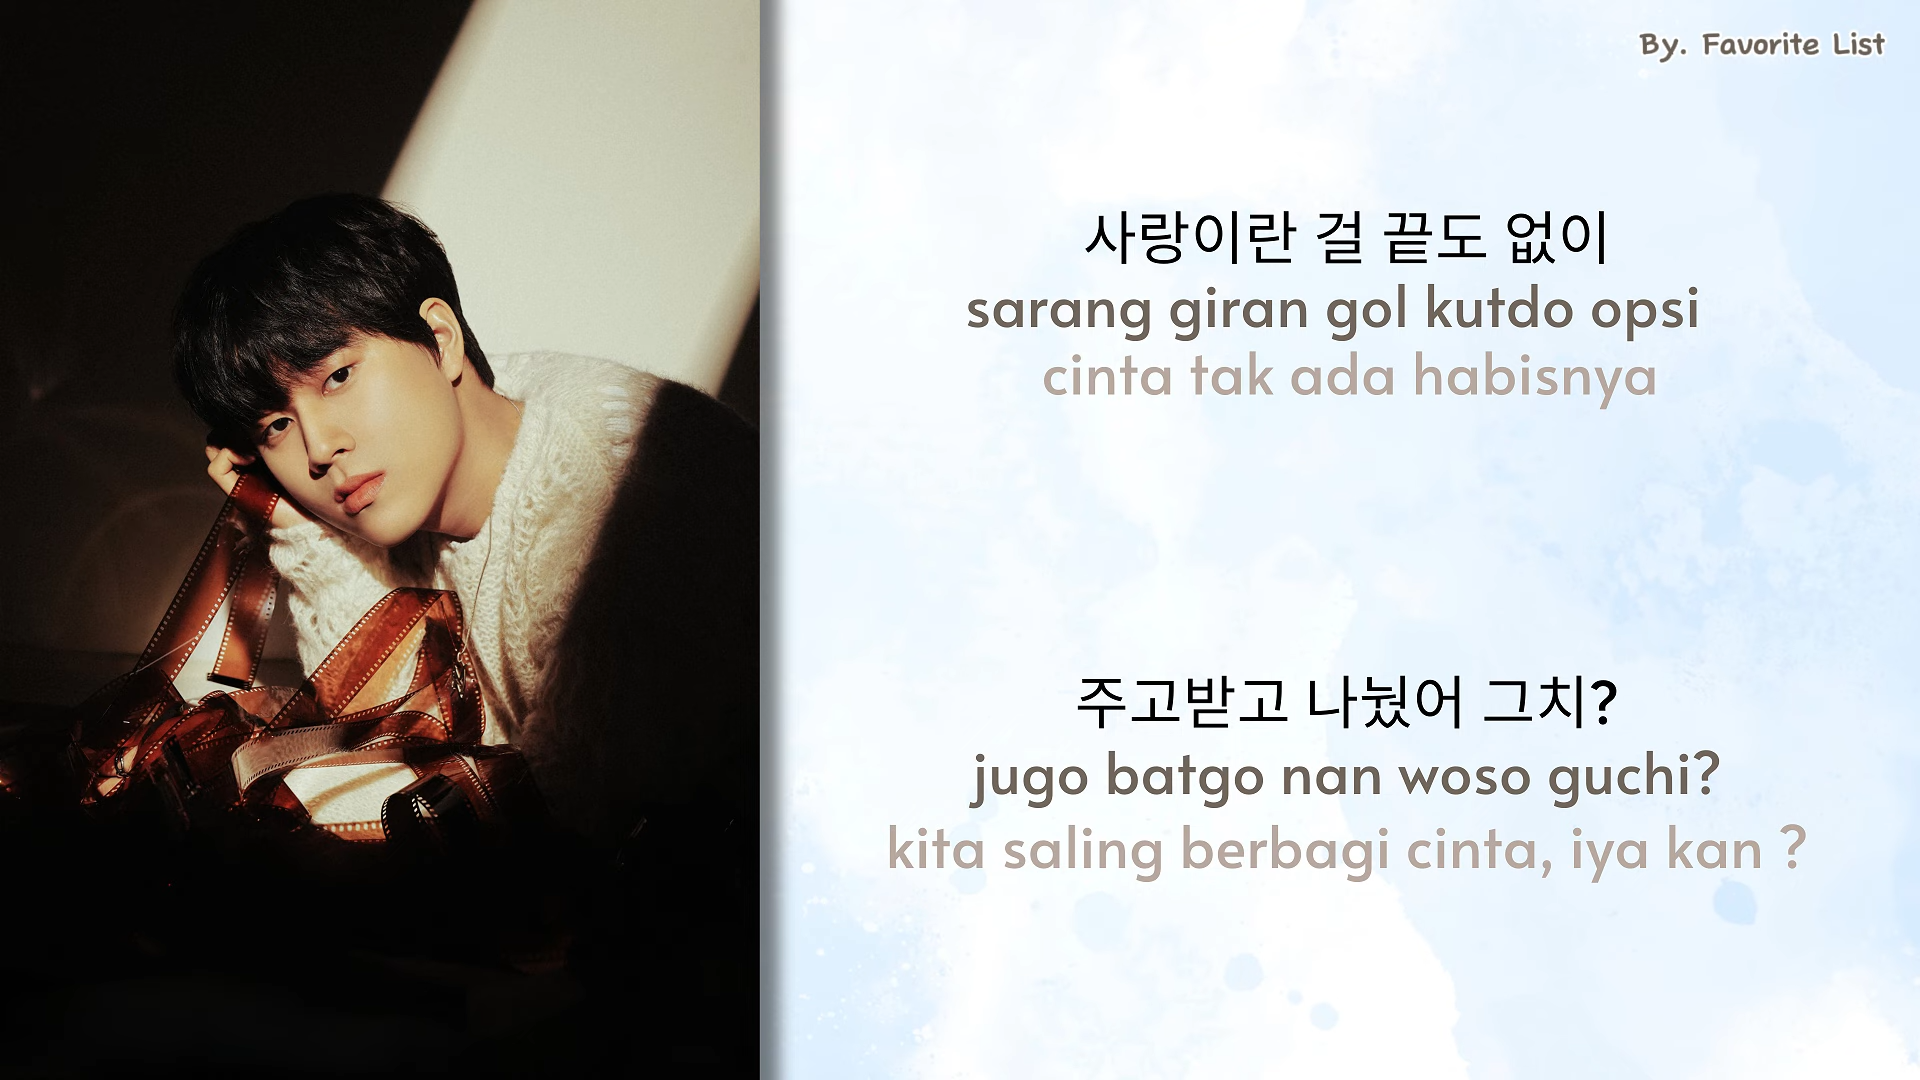 By. Favorite List
사랑이란 걸 끝도 없이
sarang giran gol kutdo opsi
cinta tak ada habisnya
주고받고 나눴어 그치?
jugo batgo nan woso guchi?
kita saling berbagi cinta, iya kan ?